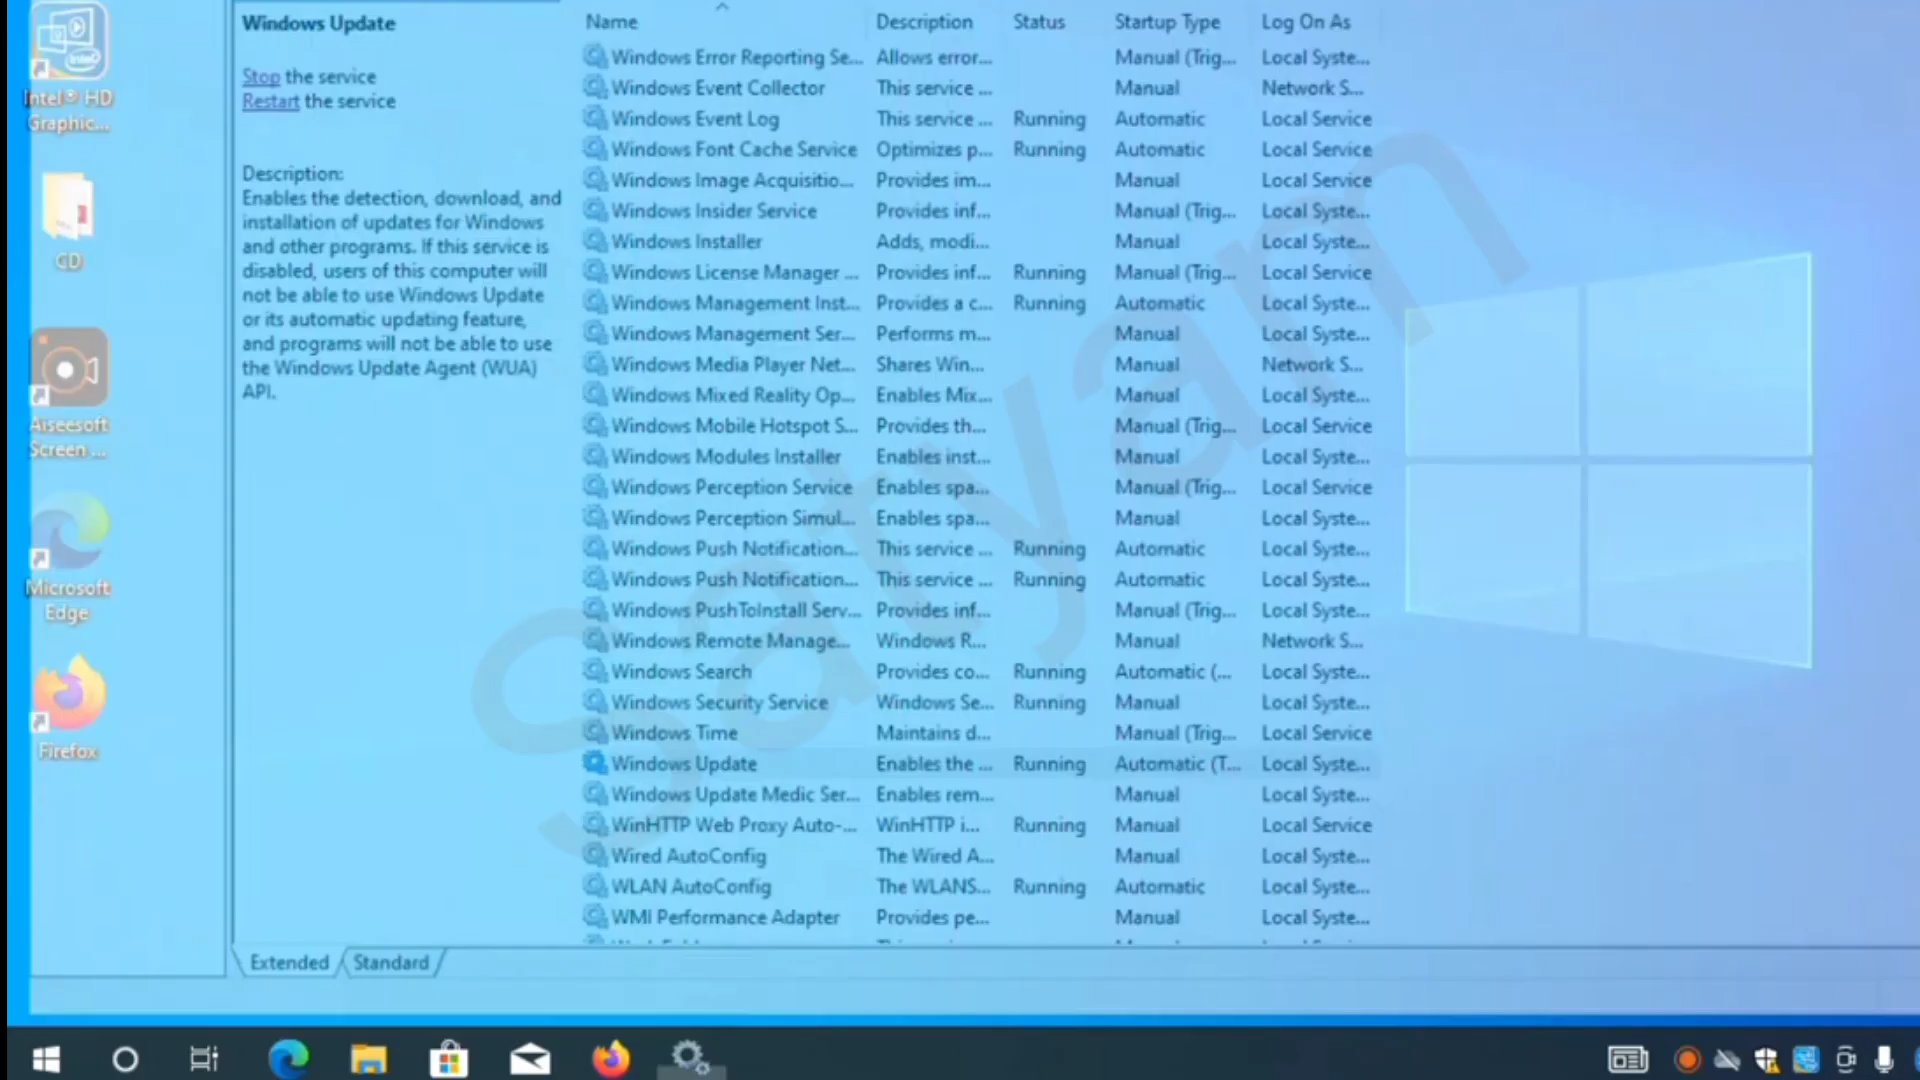 Windows Update
Stop the service
Restart the service
Description:
Enables the detection, download, and
installation of updates for Windows
and other programs. If this service is
disabled, users of this computer will
not be able to use Windows Update
or its automatic updating feature,
and programs will not be able to use
the Windows Update Agent (WUA)
API.
Name Description Status Startup Type Log On As
Windows Error Reporting Se... Allows error... Manual (Trig... Local Syste...
Windows Event Collector This service ... Manual Network S...
Windows Event Log This service ... Running Automatic Local Service
Windows Font Cache Service Optimizes p... Running Automatic Local Service
Windows Image Acquisitio... Provides im... Manual Local Service
Windows Insider Service Provides inf... Manual (Trig... Local Syste...
Windows Installer Adds, modi... Manual Local Syste...
Windows License Manager ... Provides inf... Running Manual (Trig... Local Service
Windows Management Inst... Provides a c... Running Automatic Local Syste...
Windows Management Ser... Performs m... Manual Local Syste...
Windows Media Player Net... Shares Win... Manual Network S...
Windows Mixed Reality Op... Enables Mix... Manual Local Syste...
Windows Mobile Hotspot S... Provides th... Manual (Trig... Local Service
Windows Modules Installer Enables inst... Manual Local Syste...
Windows Perception Service Enables spa... Manual (Trig... Local Service
Windows Perception Simul... Enables spa... Manual Local Syste...
Windows Push Notification... This service ... Running Automatic Local Syste...
Windows Push Notification... This service ... Running Automatic Local Syste...
Windows PushToInstall Serv... Provides inf... Manual (Trig... Local Syste...
Windows Remote Manage... Windows R... Manual Network S...
Windows Search Provides co... Running Automatic (... Local Syste...
Windows Security Service Windows Se... Running Manual Local Syste...
Windows Time Maintains d... Manual (Trig... Local Service
Windows Update Enables the ... Running Automatic (T... Local Syste...
Windows Update Medic Ser... Enables rem... Manual Local Syste...
WinHTTP Web Proxy Auto-... WinHTTP i... Running Manual Local Service
Wired AutoConfig The Wired A... Manual Local Syste...
WLAN AutoConfig The WLANS... Running Automatic Local Syste...
WMI Performance Adapter Provides pe... Manual Local Syste...
Extended Standard
Intel® HD
Graphic...
CD
Aiseesoft
Screen ...
Microsoft
Edge
Firefox
satyam